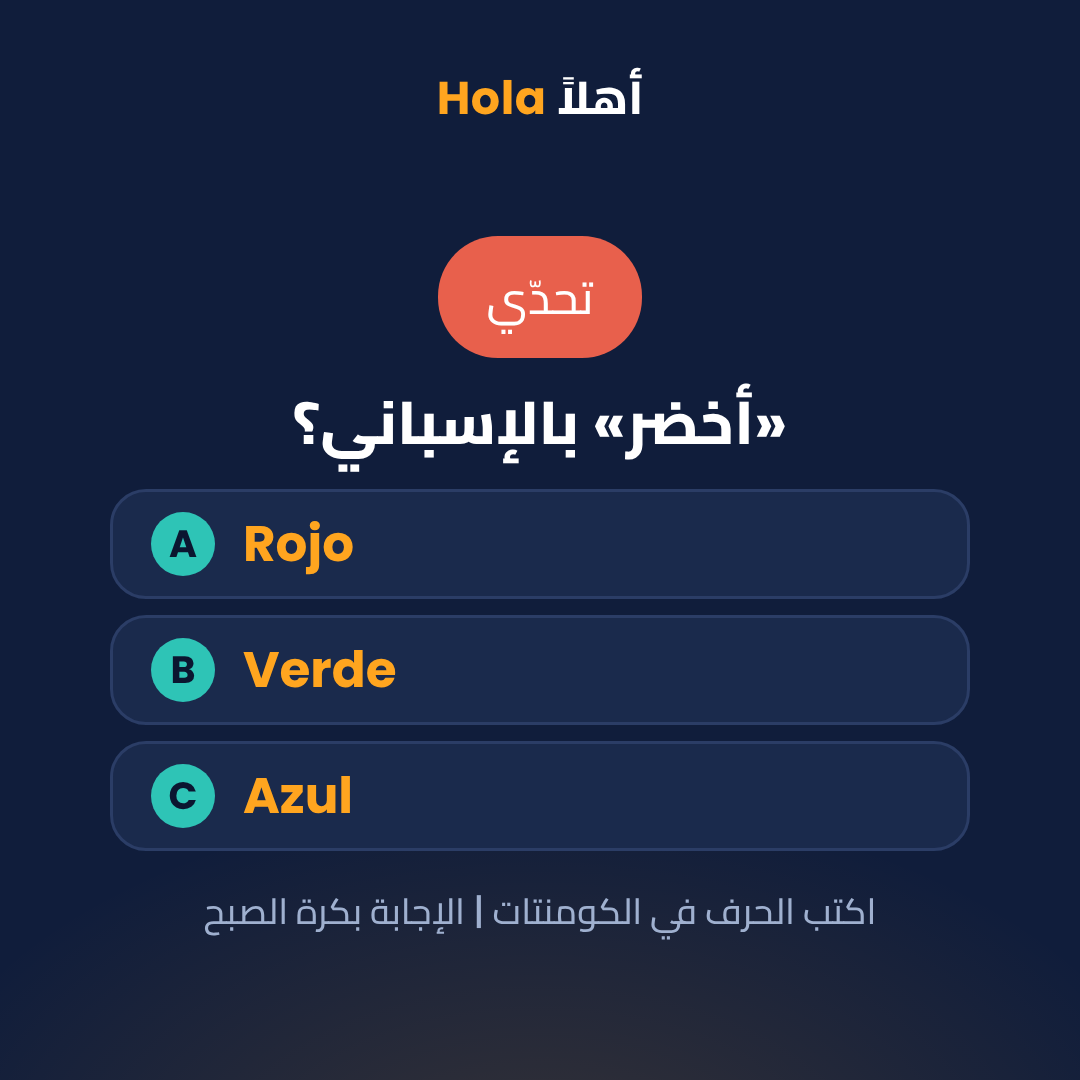 أهلاً Hola
تحدّي
«أخضر» بالإسباني؟
A Rojo
B Verde
C Azul
اكتب الحرف في الكومنتات | الإجابة بكرة الصبح